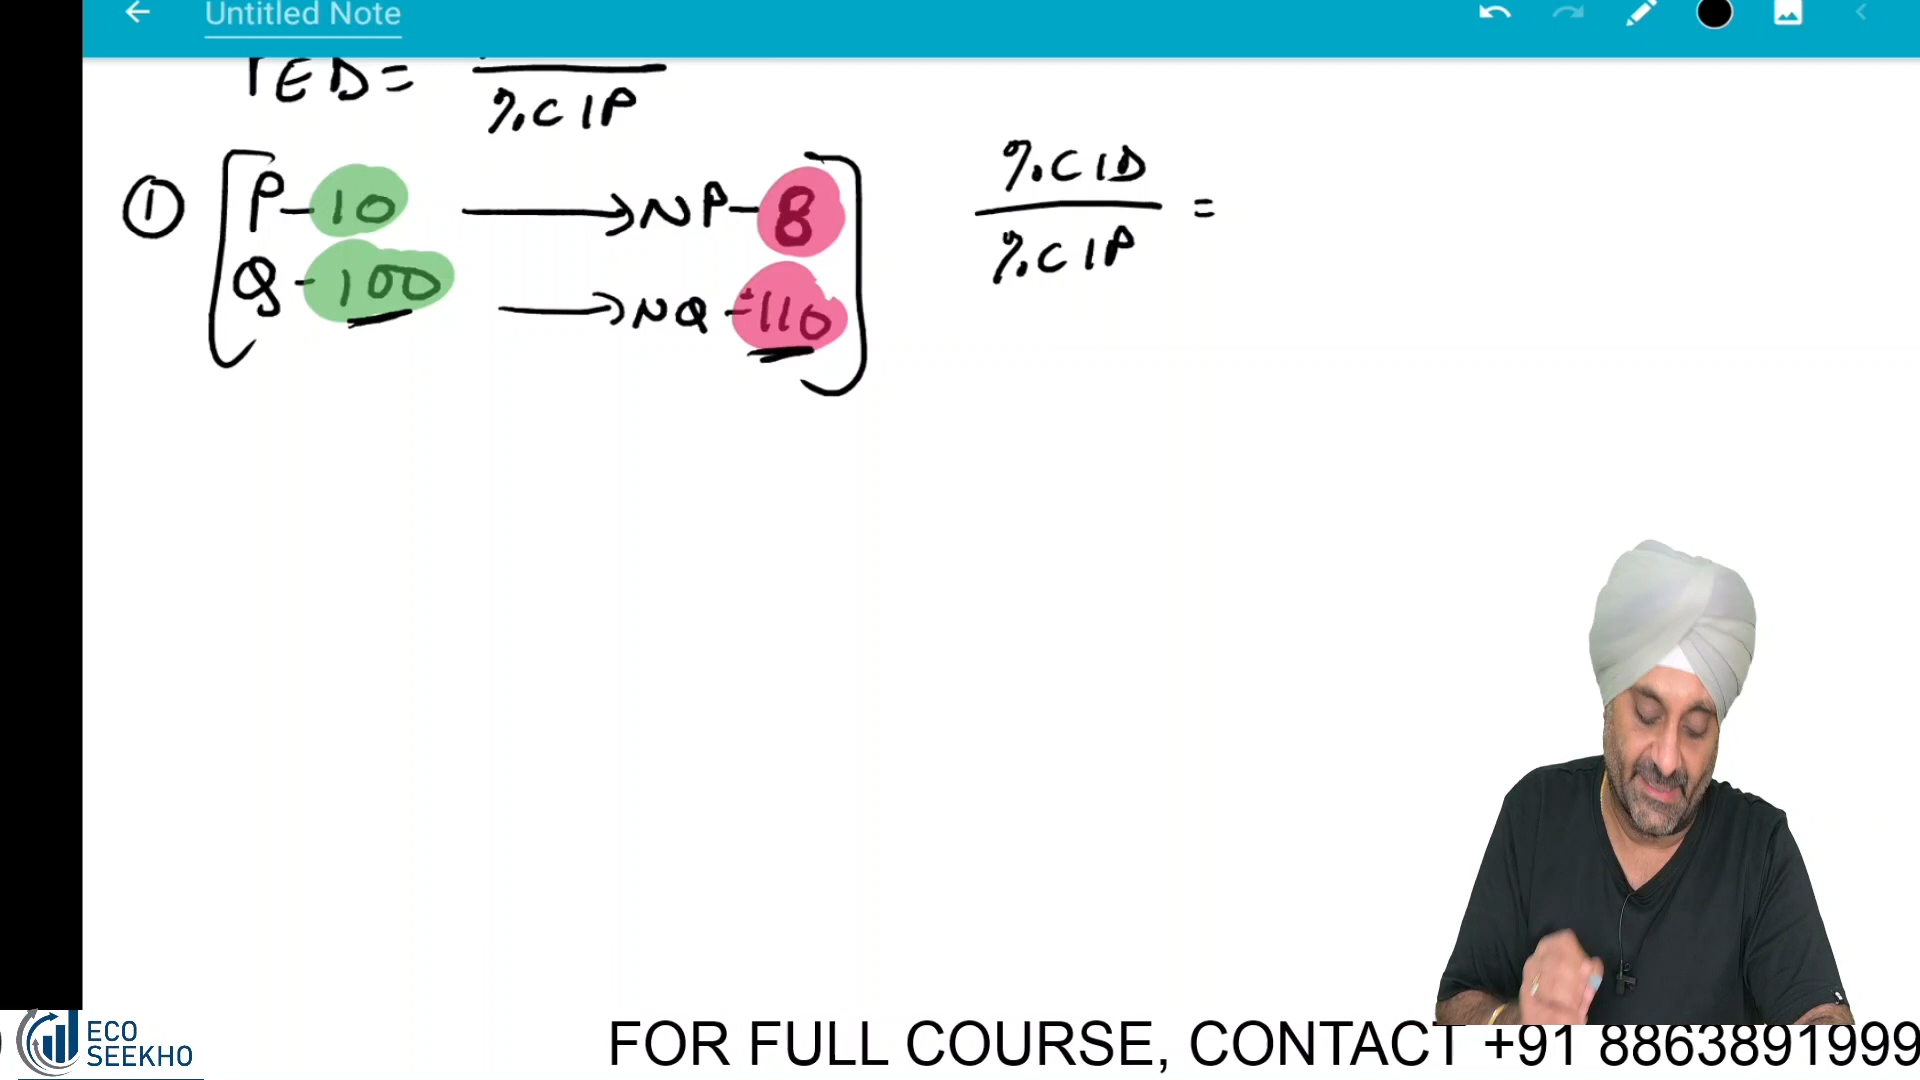 Untitled Note
PED =
%.CIP
① P-10 → NP-8
Q-100 → NQ=110
%.CID
%.CIP
=
ECO
SEEKHO
FOR FULL COURSE, CONTACT +91 8863891999